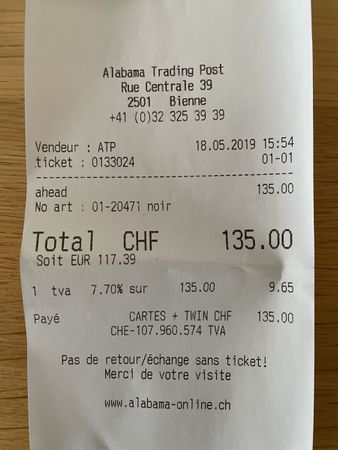 Alabama Trading Post
Rue Centrale 39
2501 Bienne
+41 (0)32 325 39 39
Vendeur : ATP 18.05.2019 15:54
ticket : 0133024 01-01
ahead 135.00
No art : 01-20471 noir
Total CHF 135.00
Soit EUR 117.39
1 tva 7.70% sur 135.00 9.65
Payé CARTES + TWIN CHF 135.00
CHE-107.960.574 TVA
Pas de retour/échange sans ticket!
Merci de votre visite
www.alabama-online.ch